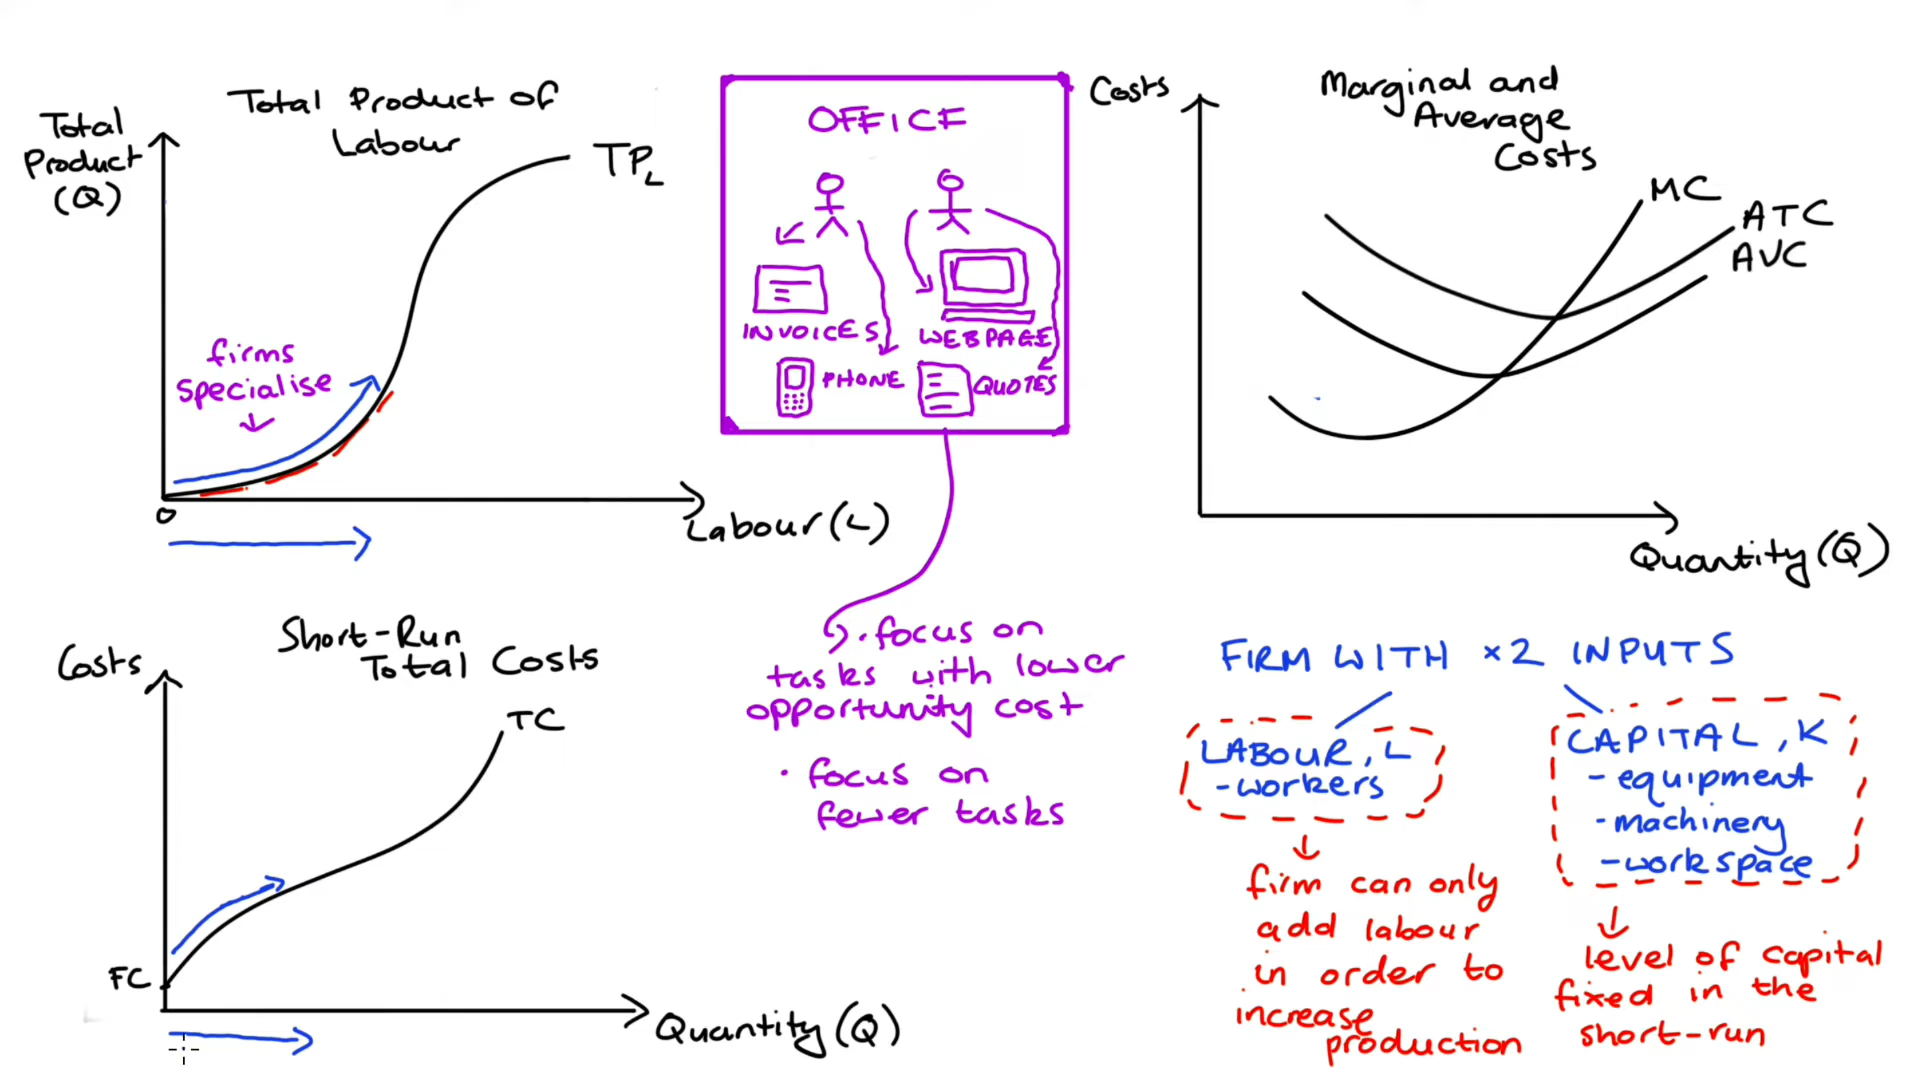 Total Product of
Labour
Total
Product
(Q)
TPL
firms
specialise
0
Labour (L)
OFFICE
INVOICES
WEBPAGE
PHONE
QUOTES
Costs
Marginal and
Average
Costs
MC
ATC
AVC
Quantity (Q)
Short-Run
Total Costs
Costs
TC
FC
Quantity (Q)
• focus on
tasks with lower
opportunity cost
• focus on
fewer tasks
FIRM WITH x2 INPUTS
LABOUR, L
- workers
firm can only
add labour
in order to
increase
production
CAPITAL, K
- equipment
- machinery
- workspace
level of capital
fixed in the
short-run